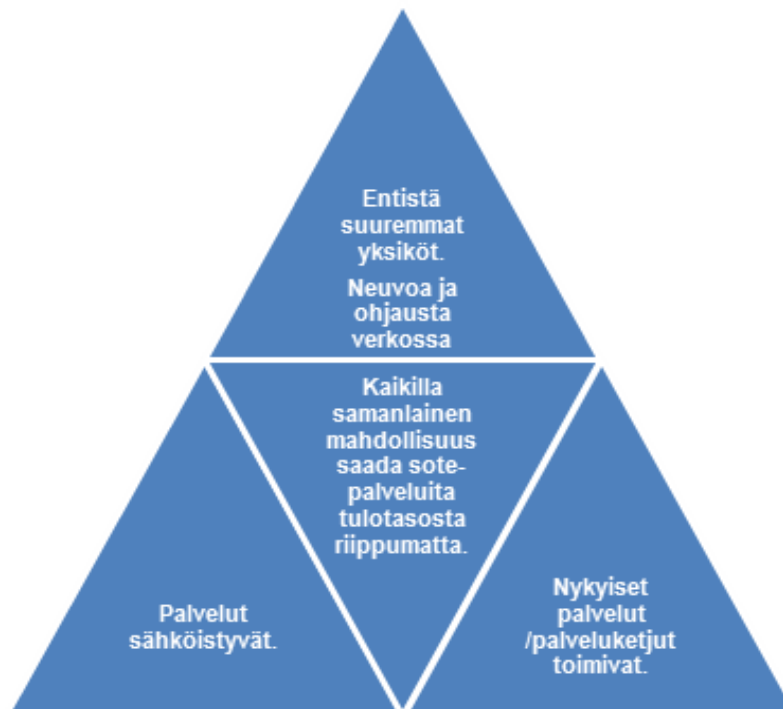 Entistä
suuremmat
yksiköt.
Neuvoa ja
ohjausta
verkossa
Kaikilla
samanlainen
mahdollisuus
saada sote-
palveluita
tulotasosta
riippumatta.
Palvelut
sähköistyvät.
Nykyiset
palvelut
/palveluketjut
toimivat.